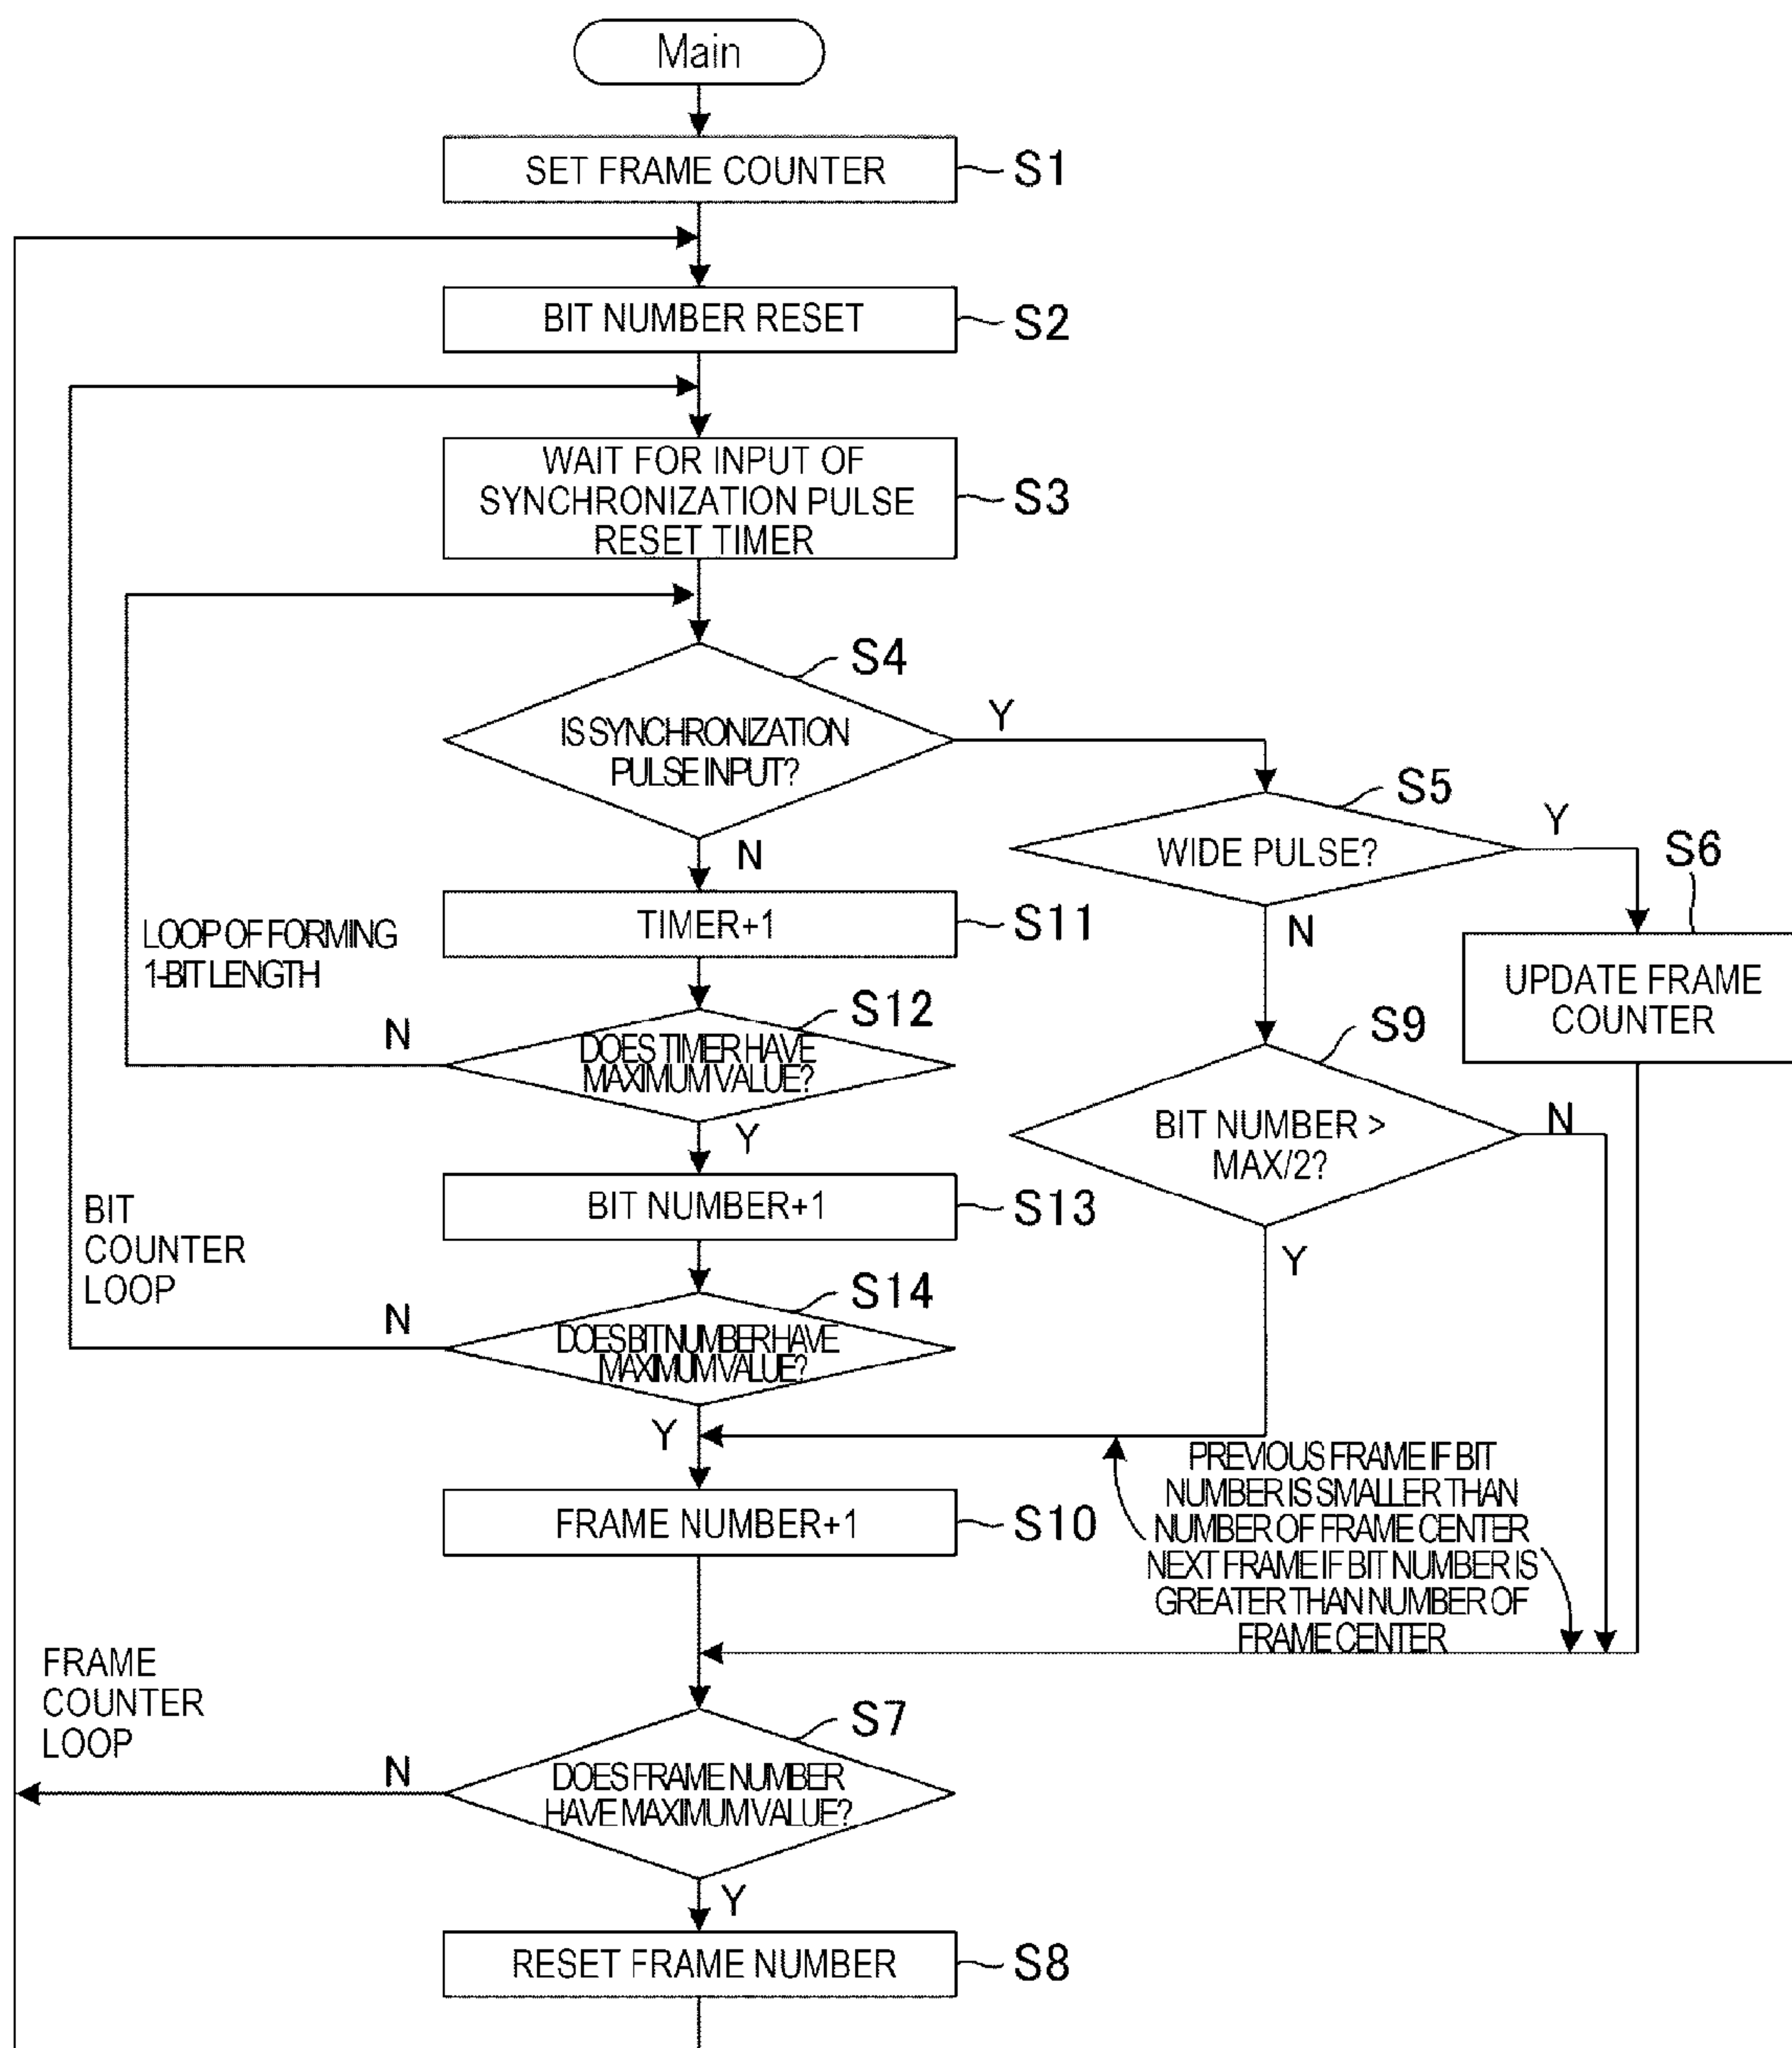 Main
SET FRAME COUNTER
S1
BIT NUMBER RESET
S2
WAIT FOR INPUT OF
SYNCHRONIZATION PULSE
RESET TIMER
S3
S4
IS SYNCHRONIZATION
PULSE INPUT?
Y
N
S5
WIDE PULSE?
Y
N
S6
UPDATE FRAME
COUNTER
TIMER+1
S11
LOOP OF FORMING
1-BIT LENGTH
S12
DOES TIMER HAVE
MAXIMUM VALUE?
N
Y
S9
BIT NUMBER >
MAX/2?
N
Y
BIT NUMBER+1
S13
BIT
COUNTER
LOOP
S14
DOES BIT NUMBER HAVE
MAXIMUM VALUE?
N
Y
PREVIOUS FRAME IF BIT
NUMBER IS SMALLER THAN
NUMBER OF FRAME CENTER
NEXT FRAME IF BIT NUMBER IS
GREATER THAN NUMBER OF
FRAME CENTER
FRAME NUMBER+1
S10
FRAME
COUNTER
LOOP
S7
DOES FRAME NUMBER
HAVE MAXIMUM VALUE?
N
Y
RESET FRAME NUMBER
S8